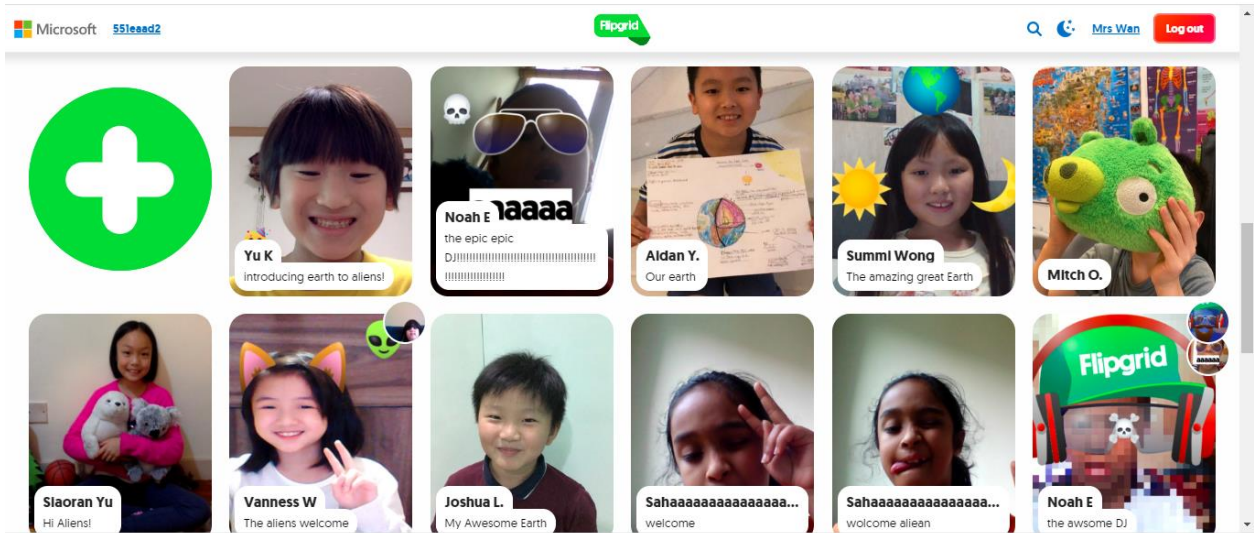 Microsoft
551eaad2
Flipgrid
Mrs Wan
Log out
Yu K
introducing earth to aliens!
aaaaa
Noah E
the epic epic
DJ!!!!!!!!!!!!!!!!!!!!!!!!!!!!!!!!!!!!!!!!
!!!!!!!!!!!!!!!!!!!
Aidan Y.
Our earth
Summi Wong
The amazing great Earth
Mitch O.
Siaoran Yu
Hi Aliens!
Vanness W
The aliens welcome
Joshua L.
My Awesome Earth
Sahaaaaaaaaaaaaaaa...
welcome
Sahaaaaaaaaaaaaaaa...
wolcome aliean
Flipgrid
Noah E
the awsome DJ